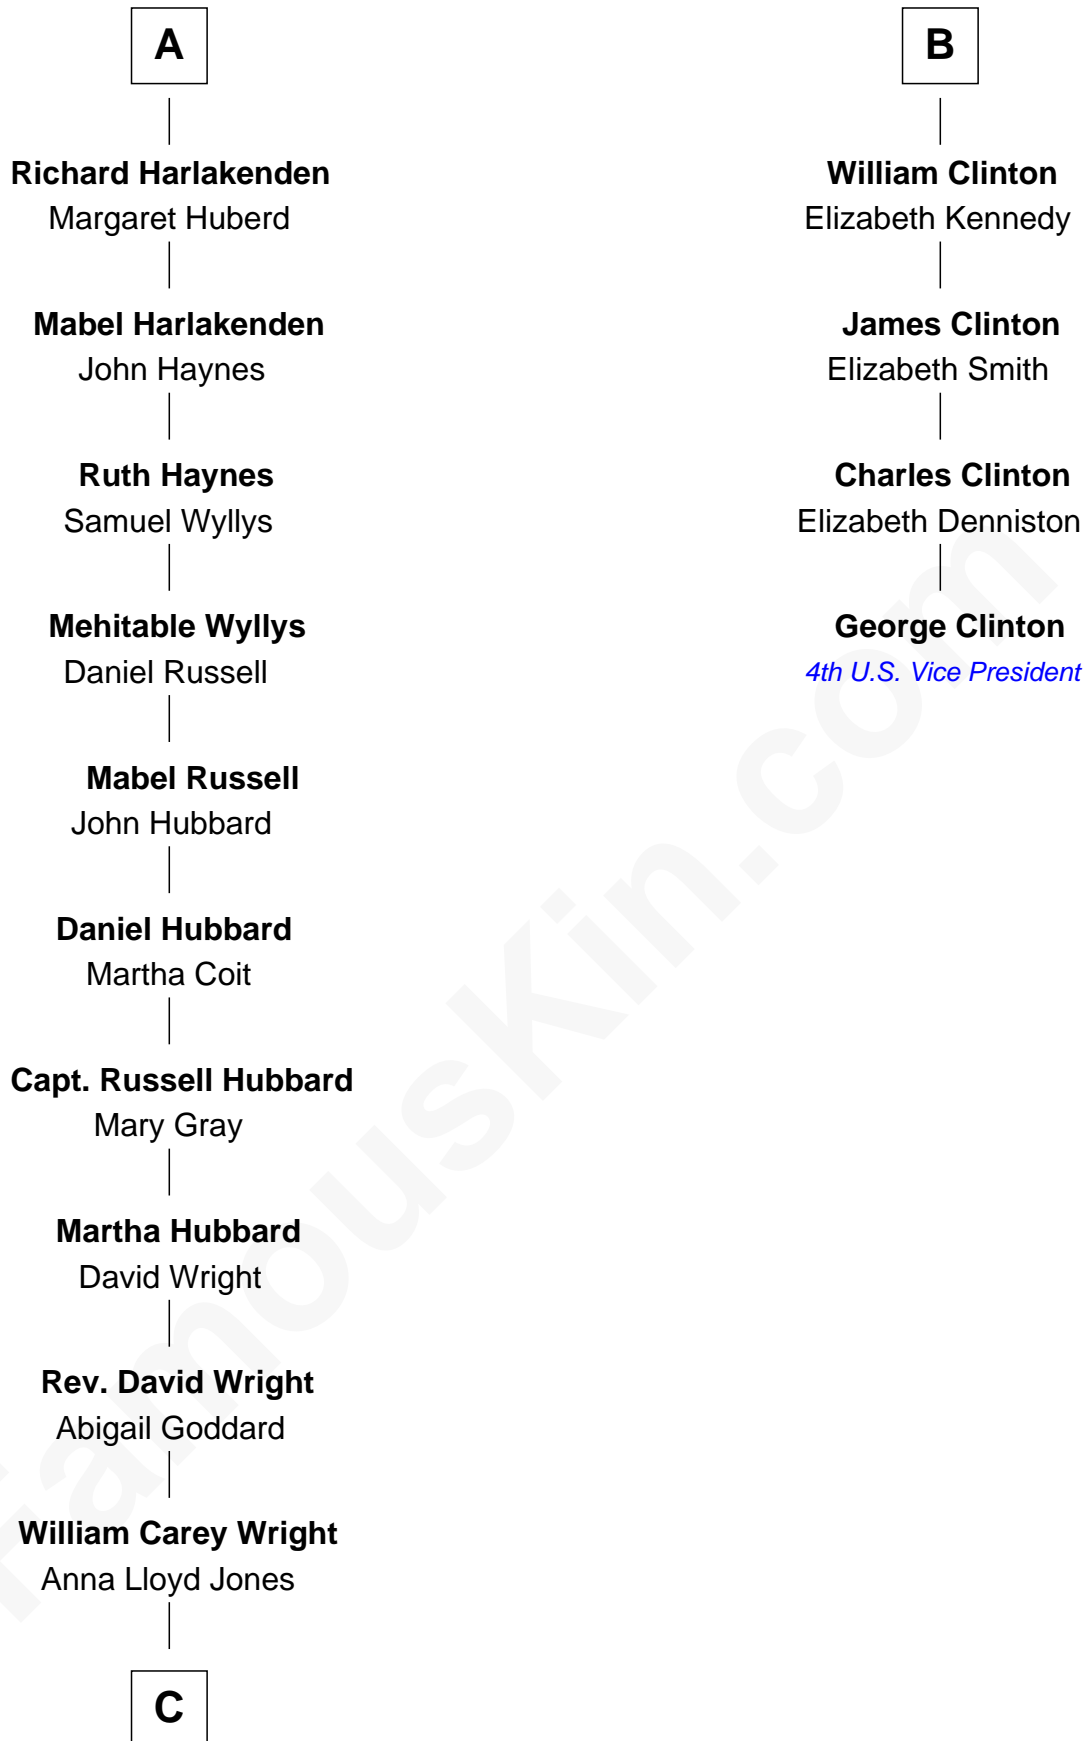 A
Richard Harlakenden
Margaret Huberd
Mabel Harlakenden
John Haynes
Ruth Haynes
Samuel Wyllys
Mehitable Wyllys
Daniel Russell
Mabel Russell
John Hubbard
Daniel Hubbard
Martha Coit
Capt. Russell Hubbard
Mary Gray
Martha Hubbard
David Wright
Rev. David Wright
Abigail Goddard
William Carey Wright
Anna Lloyd Jones
C
B
William Clinton
Elizabeth Kennedy
James Clinton
Elizabeth Smith
Charles Clinton
Elizabeth Denniston
George Clinton
4th U.S. Vice President
FamousKin.com